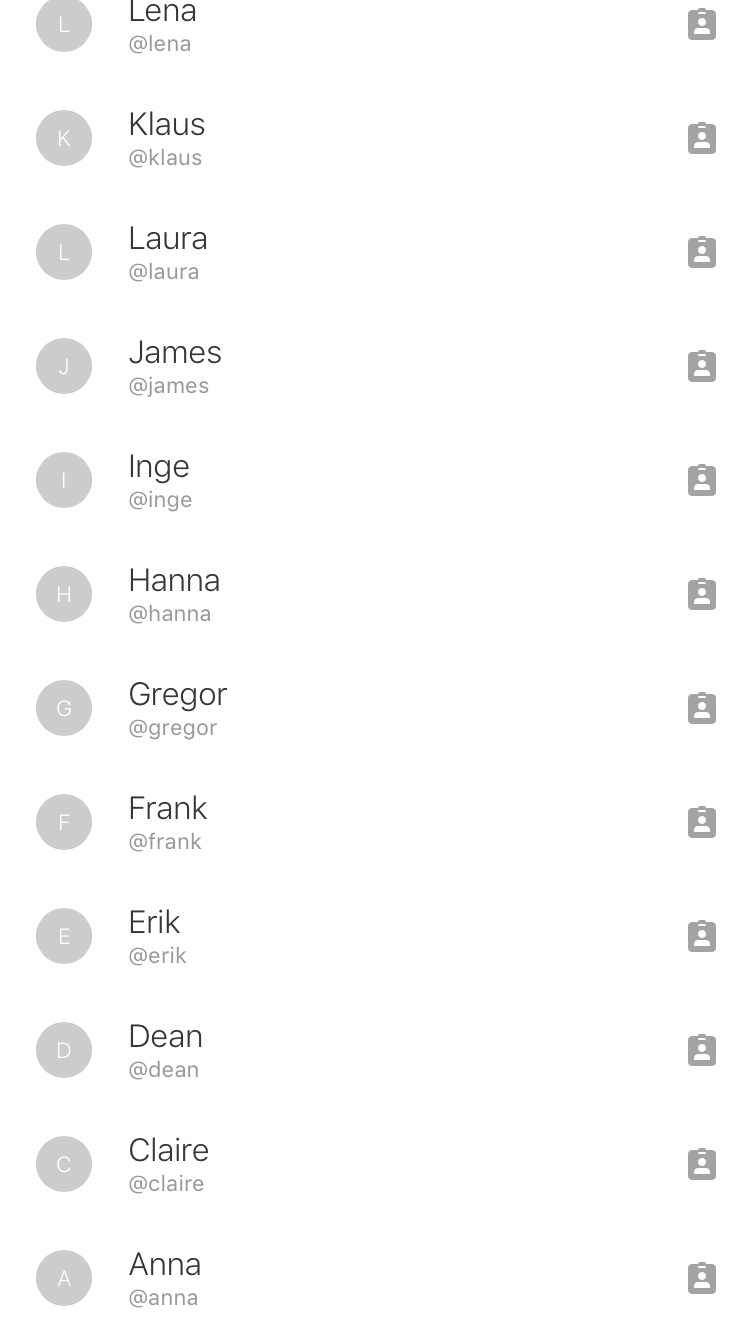 L
Lena
@lena
K
Klaus
@klaus
L
Laura
@laura
J
James
@james
I
Inge
@inge
H
Hanna
@hanna
G
Gregor
@gregor
F
Frank
@frank
E
Erik
@erik
D
Dean
@dean
C
Claire
@claire
A
Anna
@anna